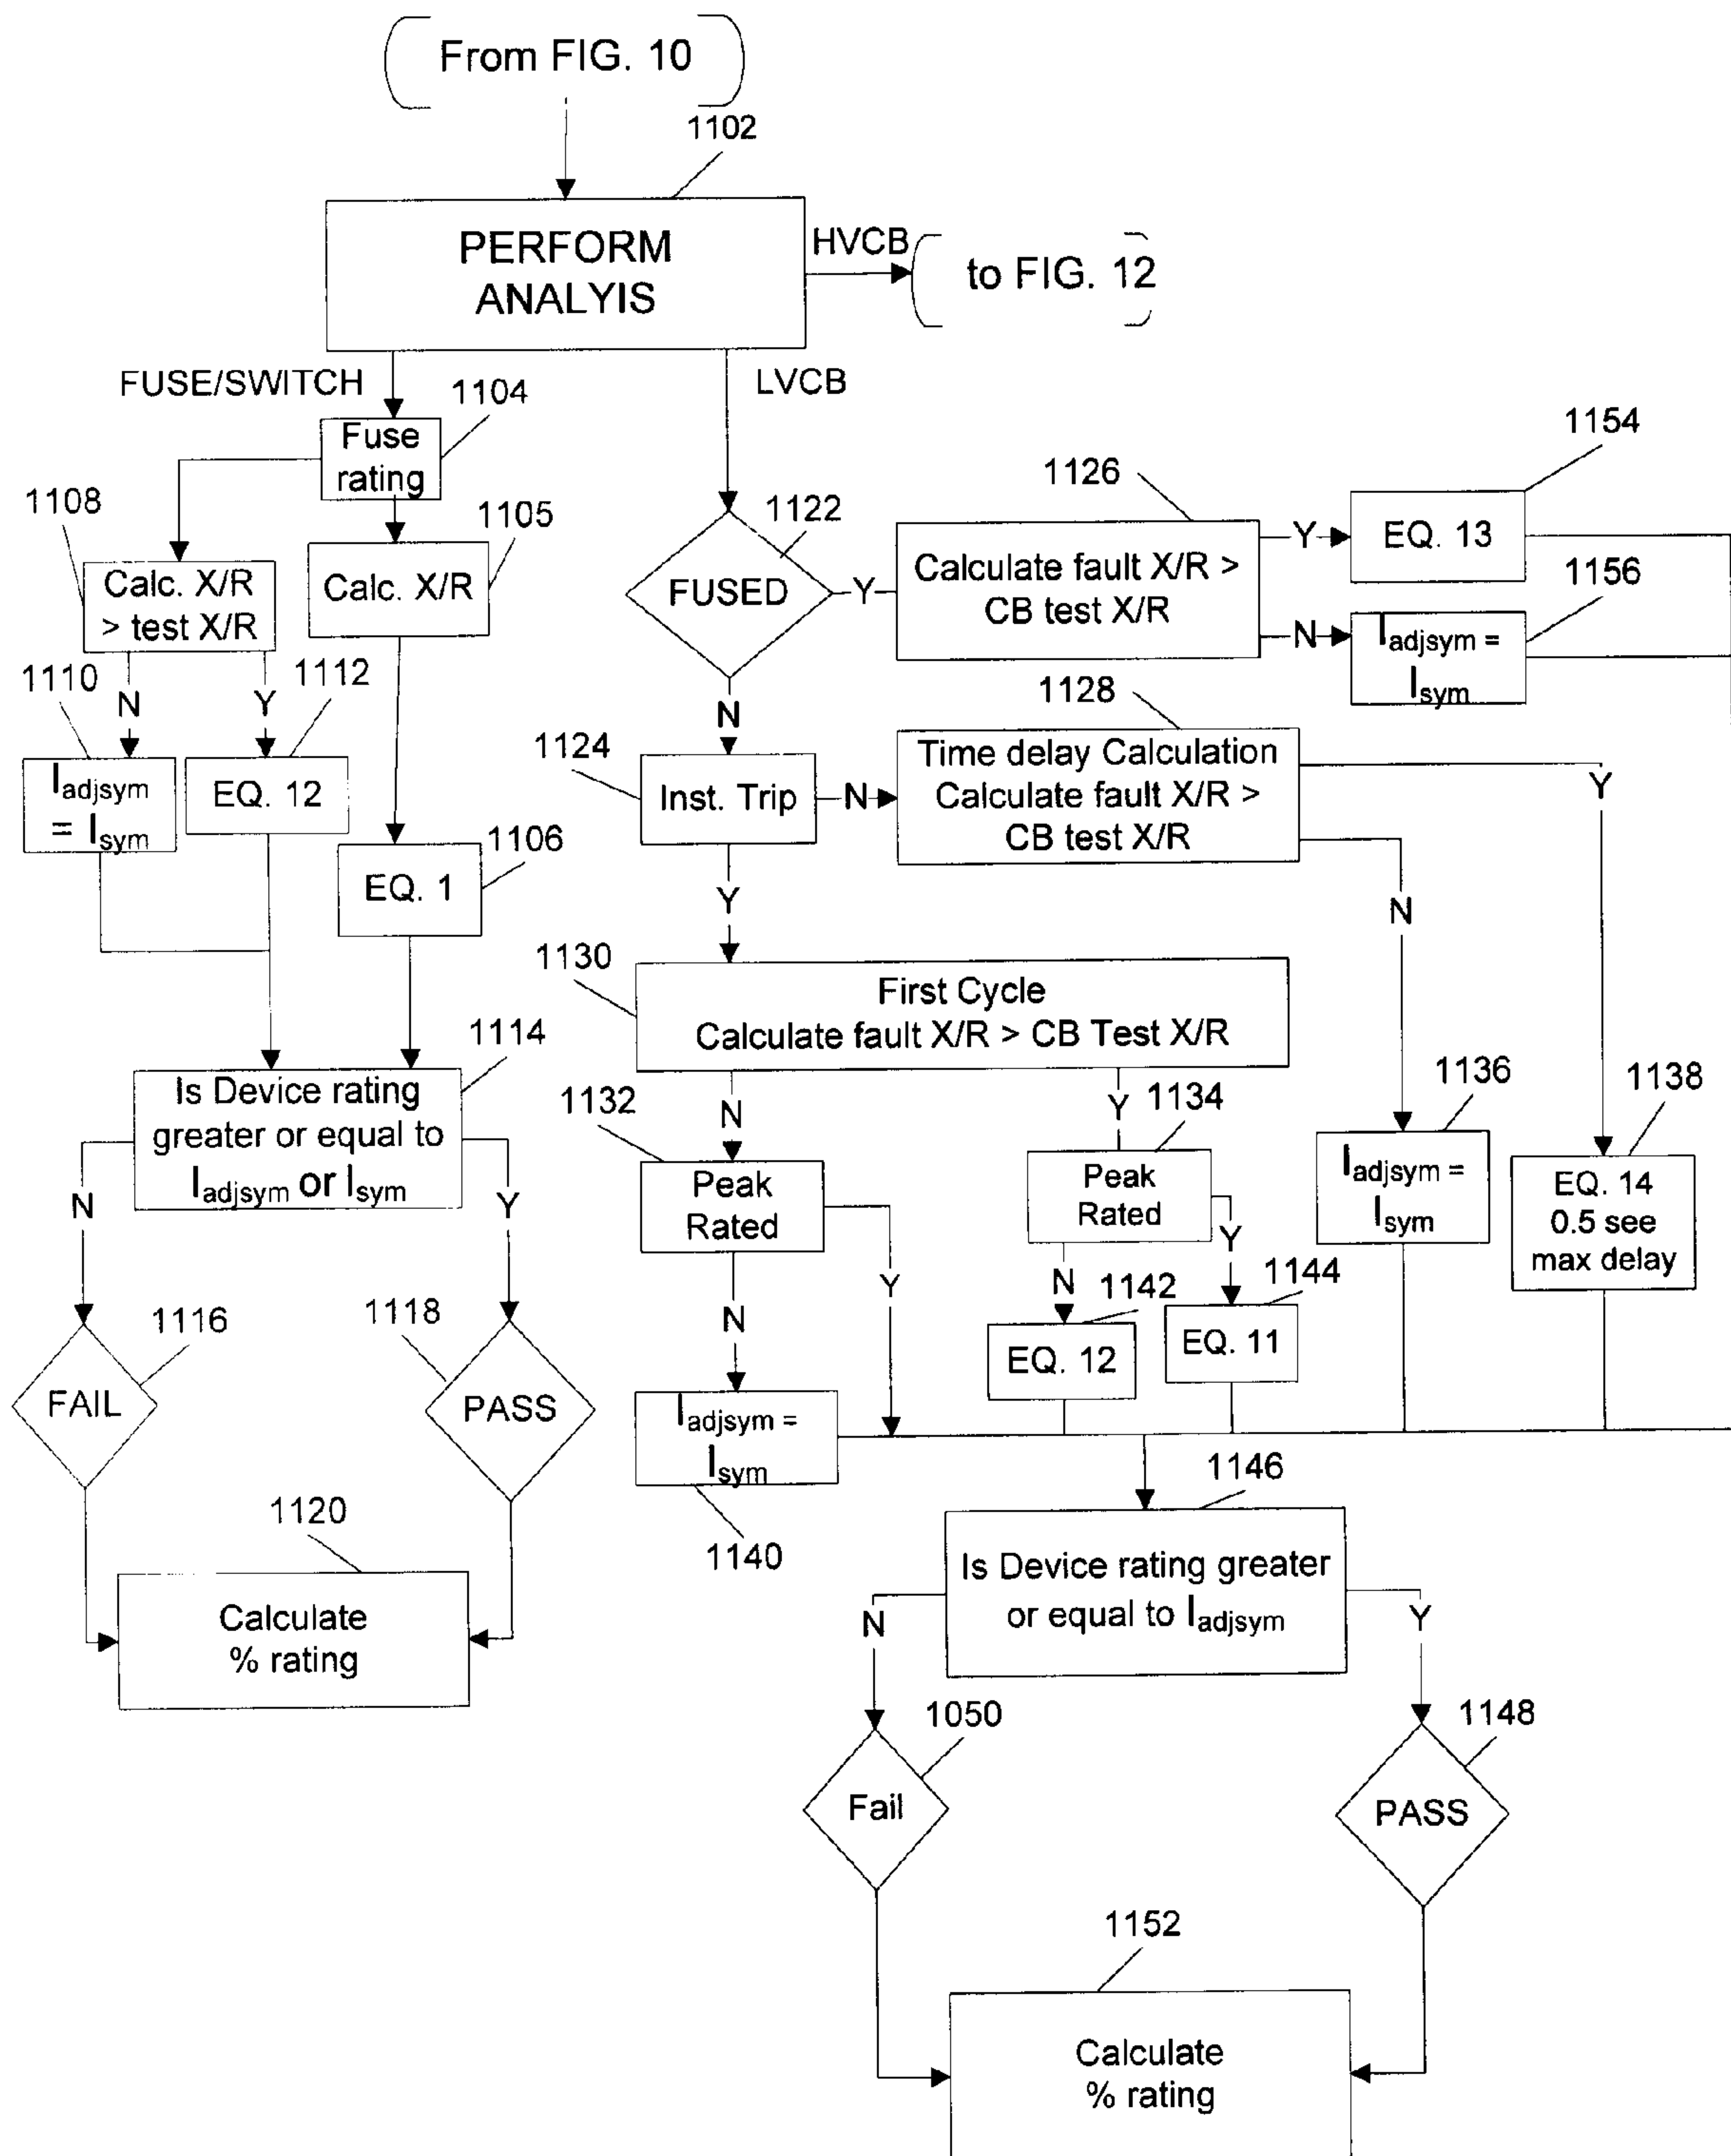 From FIG. 10
1102
PERFORM
ANALYIS
HVCB
to FIG. 12
FUSE/SWITCH
LVCB
1104
Fuse
rating
1108
Calc. X/R
> test X/R
1105
Calc. X/R
1122
FUSED
Y
1126
Calculate fault X/R >
CB test X/R
Y
1154
EQ. 13
N
1156
Iadjsym =
Isym
1110
N
Y
1112
Iadjsym
= Isym
EQ. 12
1106
EQ. 1
N
1124
Inst. Trip
N
1128
Time delay Calculation
Calculate fault X/R >
CB test X/R
Y
N
Y
1130
First Cycle
Calculate fault X/R > CB Test X/R
1114
Is Device rating
greater or equal to
Iadjsym or Isym
N
Y
1132
N
Peak
Rated
Y
N
Y
1134
Peak
Rated
N
Y
1142
EQ. 12
1144
EQ. 11
1136
Iadjsym =
Isym
1138
EQ. 14
0.5 see
max delay
1116
FAIL
1118
PASS
Iadjsym =
Isym
1140
1120
Calculate
% rating
1146
Is Device rating greater
or equal to Iadjsym
N
Y
1050
Fail
1148
PASS
1152
Calculate
% rating